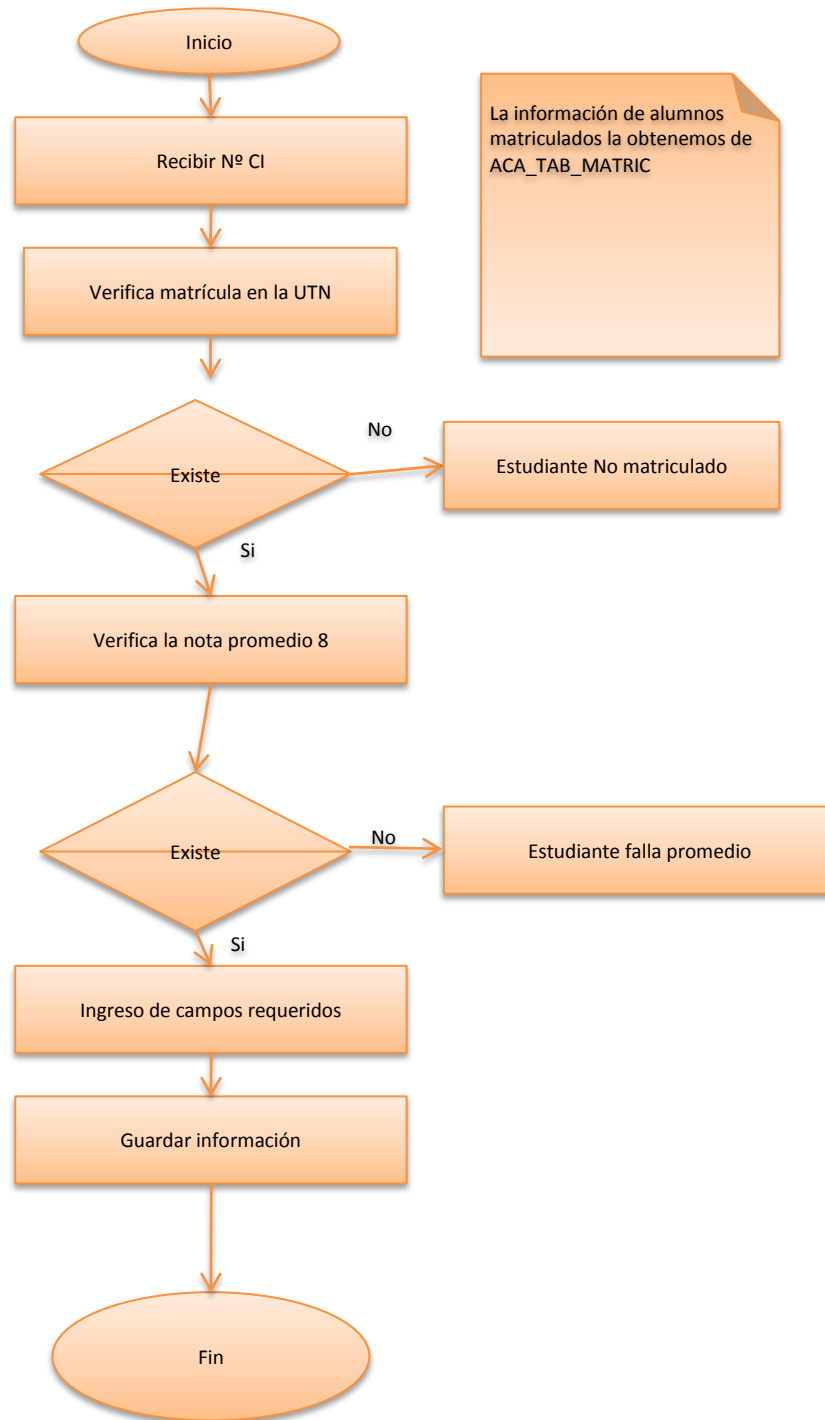 Inicio
La información de alumnos
matriculados la obtenemos de
ACA_TAB_MATRIC
Recibir Nº CI
Verifica matrícula en la UTN
No
Existe
Estudiante No matriculado
Si
Verifica la nota promedio 8
No
Existe
Estudiante falla promedio
Si
Ingreso de campos requeridos
Guardar información
Fin